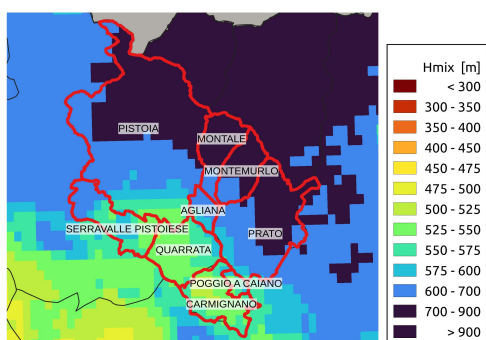 PISTOIA
MONTALE
MONTEMURLO
AGLIANA
SERRAVALLE PISTOIESE
PRATO
QUARRATA
POGGIO A CAIANO
CARMIGNANO
Hmix [m]
< 300
300 - 350
350 - 400
400 - 450
450 - 475
475 - 500
500 - 525
525 - 550
550 - 575
575 - 600
600 - 700
700 - 900
> 900